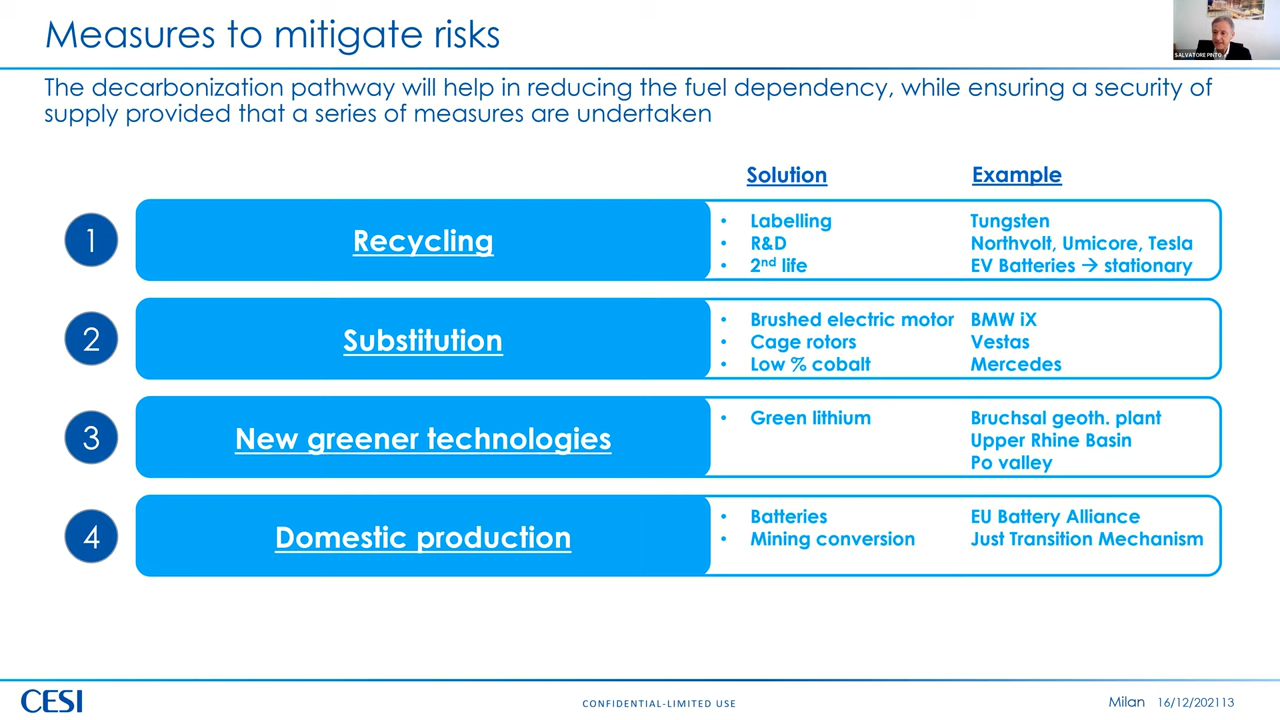 Measures to mitigate risks
SALVATORE PINTO
The decarbonization pathway will help in reducing the fuel dependency, while ensuring a security of
supply provided that a series of measures are undertaken
Solution Example
1 Recycling
• Labelling Tungsten
• R&D Northvolt, Umicore, Tesla
• 2nd life EV Batteries → stationary
2 Substitution
• Brushed electric motor BMW iX
• Cage rotors Vestas
• Low % cobalt Mercedes
3 New greener technologies
• Green lithium Bruchsal geoth. plant
Upper Rhine Basin
Po valley
4 Domestic production
• Batteries EU Battery Alliance
• Mining conversion Just Transition Mechanism
CESI CONFIDENTIAL-LIMITED USE Milan 16/12/202113